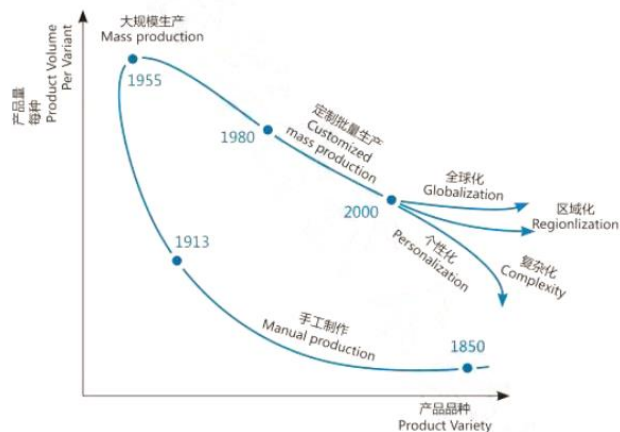 大规模生产
Mass production
产品量
每种
Product Volume
Per Variant
1955
1980
定制批量生产
Customized
mass production
2000
全球化
Globalization
区域化
Regionlization
个性化
Personalization
复杂化
Complexity
1913
手工制作
Manual production
1850
产品品种
Product Variety